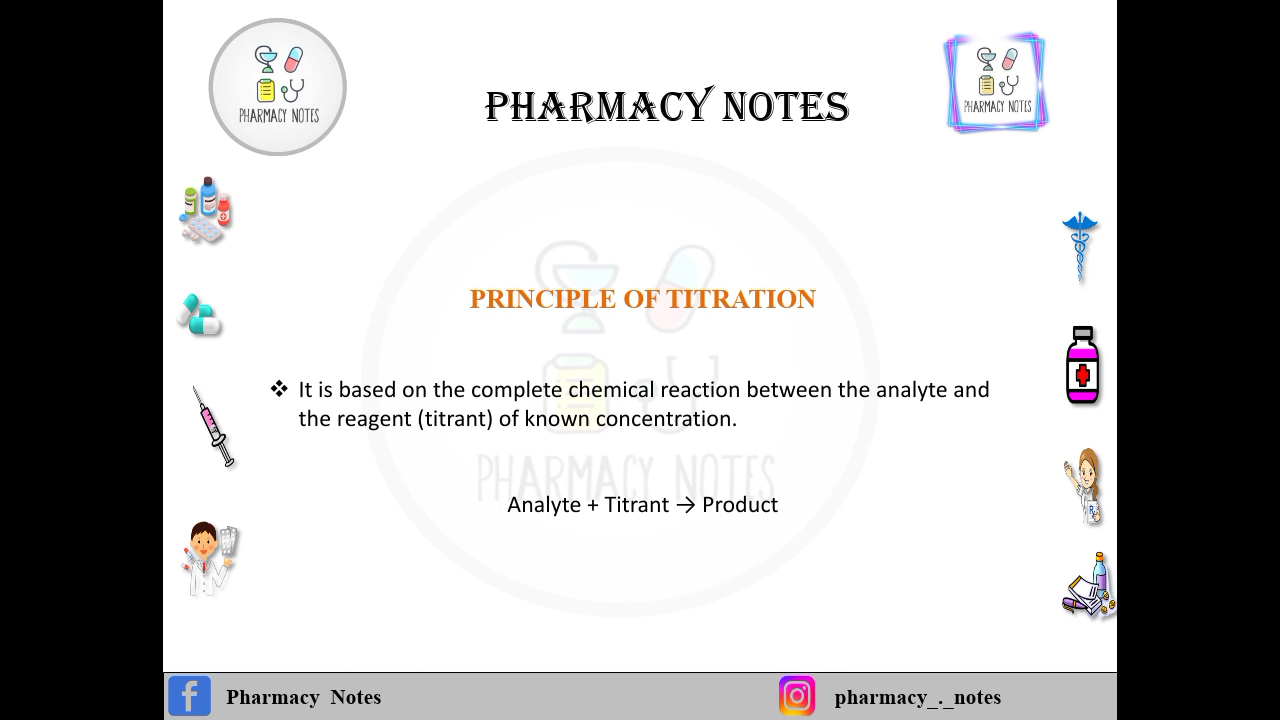 PHARMACY NOTES
PHARMACY NOTES
PHARMACY NOTES
PRINCIPLE OF TITRATION
❖ It is based on the complete chemical reaction between the analyte and
the reagent (titrant) of known concentration.
PHARMACY NOTES
Analyte + Titrant → Product
Pharmacy Notes
pharmacy_._notes